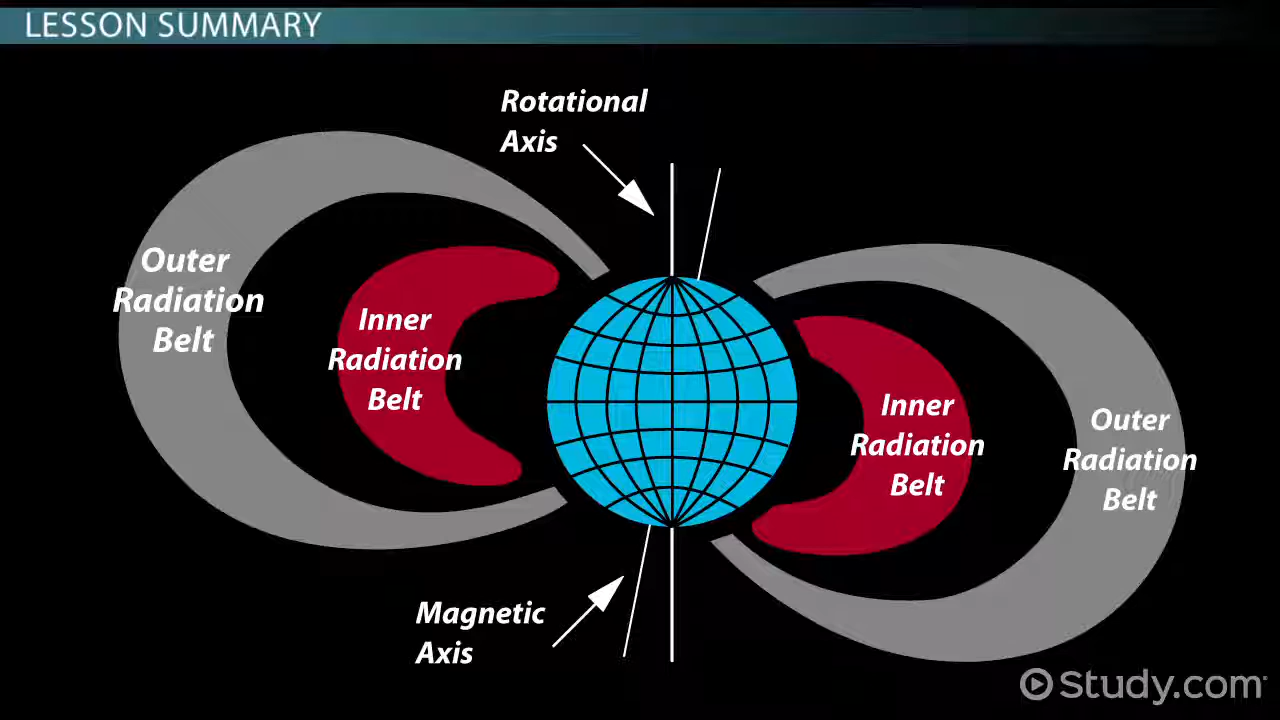 LESSON SUMMARY
Rotational
Axis
Outer
Radiation
Belt
Inner
Radiation
Belt
Inner
Radiation
Belt
Outer
Radiation
Belt
Magnetic
Axis
Study.com